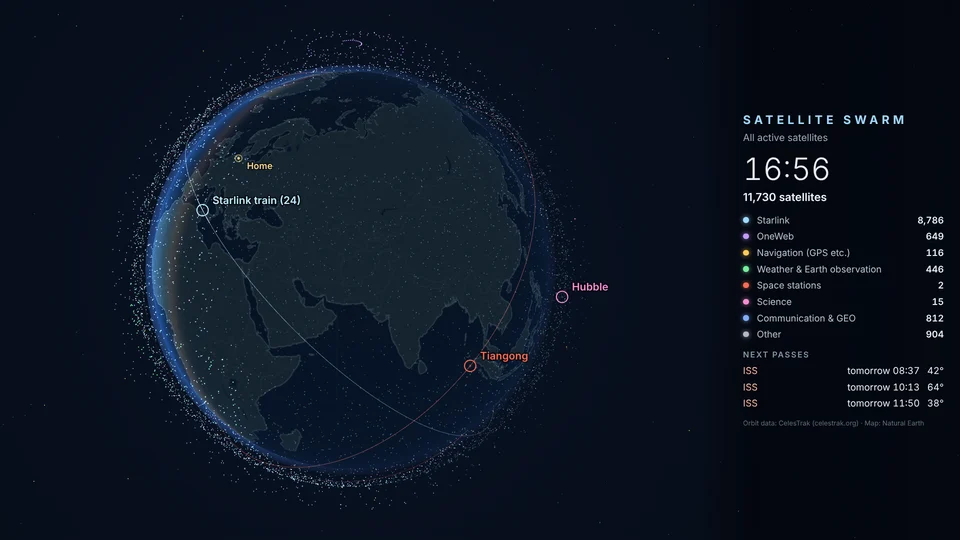 SATELLITE SWARM
All active satellites
16:56
11,730 satellites
Starlink 8,786
OneWeb 649
Navigation (GPS etc.) 116
Weather & Earth observation 446
Space stations 2
Science 15
Communication & GEO 812
Other 904
NEXT PASSES
ISS tomorrow 08:37 42°
ISS tomorrow 10:13 64°
ISS tomorrow 11:50 38°
Orbit data: CelesTrak (celestrak.org) · Map: Natural Earth
Home
Starlink train (24)
Hubble
Tiangong